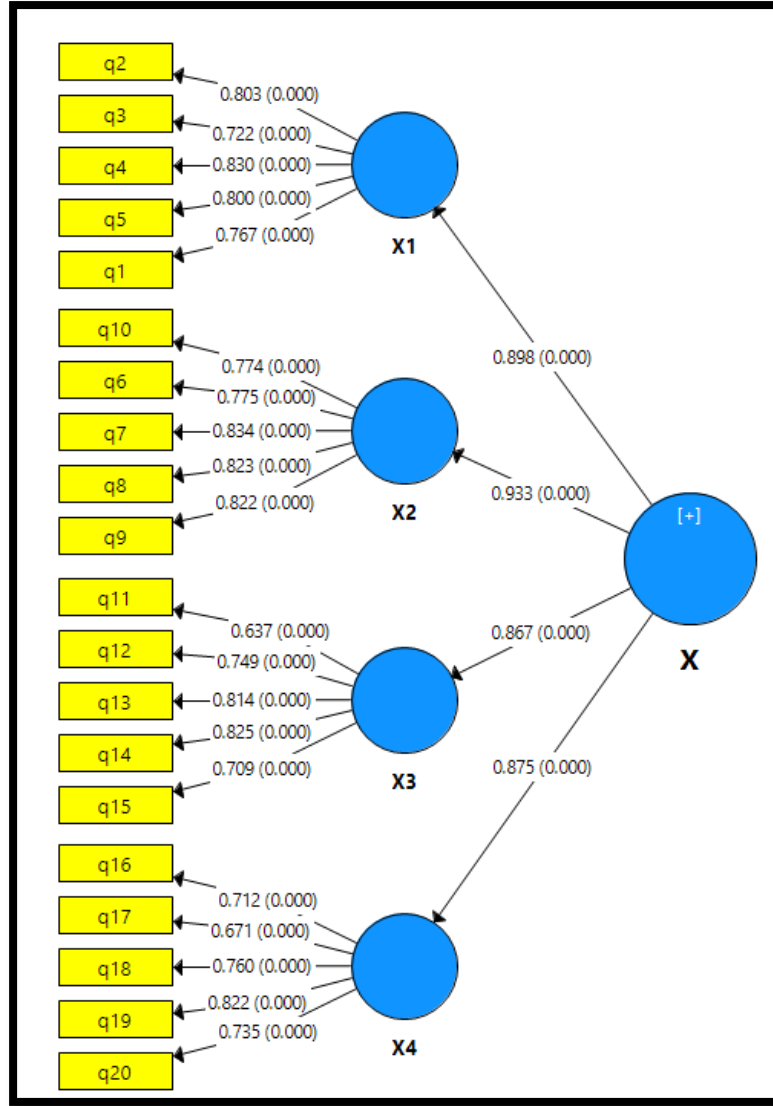 q2
0.803 (0.000)
q3
0.722 (0.000)
q4
0.830 (0.000)
q5
0.800 (0.000)
q1
0.767 (0.000)
X1
q10
0.774 (0.000)
q6
0.775 (0.000)
q7
0.834 (0.000)
q8
0.823 (0.000)
q9
0.822 (0.000)
X2
q11
0.637 (0.000)
q12
0.749 (0.000)
q13
0.814 (0.000)
q14
0.825 (0.000)
q15
0.709 (0.000)
X3
q16
0.712 (0.000)
q17
0.671 (0.000)
q18
0.760 (0.000)
q19
0.822 (0.000)
q20
0.735 (0.000)
X4
0.898 (0.000)
0.933 (0.000)
0.867 (0.000)
0.875 (0.000)
[+]
X